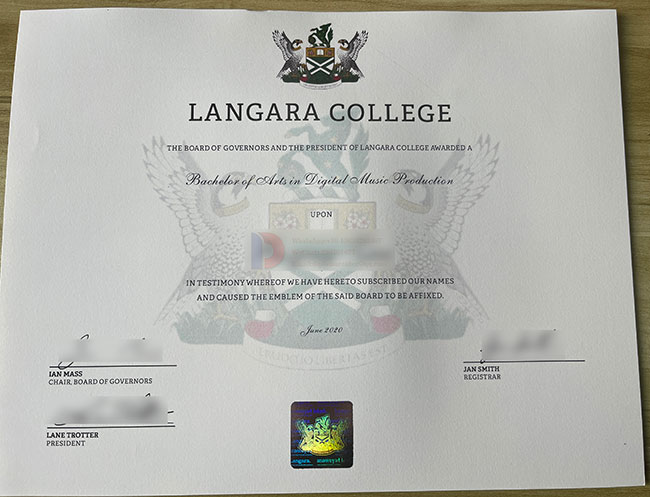 LANGARA COLLEGE
THE BOARD OF GOVERNORS AND THE PRESIDENT OF LANGARA COLLEGE AWARDED A
Bachelor of Arts in Digital Music Production
UPON
IN TESTIMONY WHEREOF WE HAVE HERETO SUBSCRIBED OUR NAMES
AND CAUSED THE EMBLEM OF THE SAID BOARD TO BE AFFIXED.
June 2020
IAN MASS
CHAIR, BOARD OF GOVERNORS
JAN SMITH
REGISTRAR
LANE TROTTER
PRESIDENT